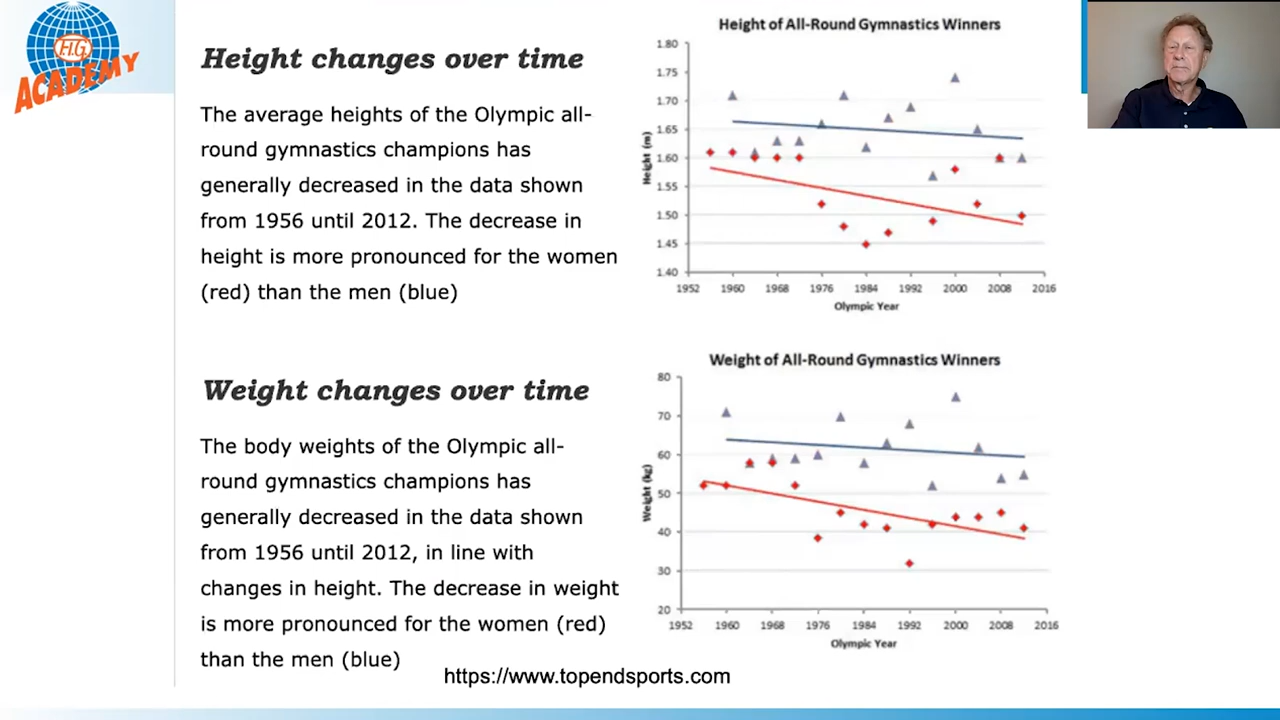 F.I.G.
ACADEMY
Height changes over time
The average heights of the Olympic all-
round gymnastics champions has
generally decreased in the data shown
from 1956 until 2012. The decrease in
height is more pronounced for the women
(red) than the men (blue)
Weight changes over time
The body weights of the Olympic all-
round gymnastics champions has
generally decreased in the data shown
from 1956 until 2012, in line with
changes in height. The decrease in weight
is more pronounced for the women (red)
than the men (blue)
https://www.topendsports.com
Height of All-Round Gymnastics Winners
Height (m)
1.80
1.75
1.70
1.65
1.60
1.55
1.50
1.45
1.40
1952 1960 1968 1976 1984 1992 2000 2008 2016
Olympic Year
Weight of All-Round Gymnastics Winners
Weight (kg)
80
70
60
50
40
30
20
1952 1960 1968 1976 1984 1992 2000 2008 2016
Olympic Year